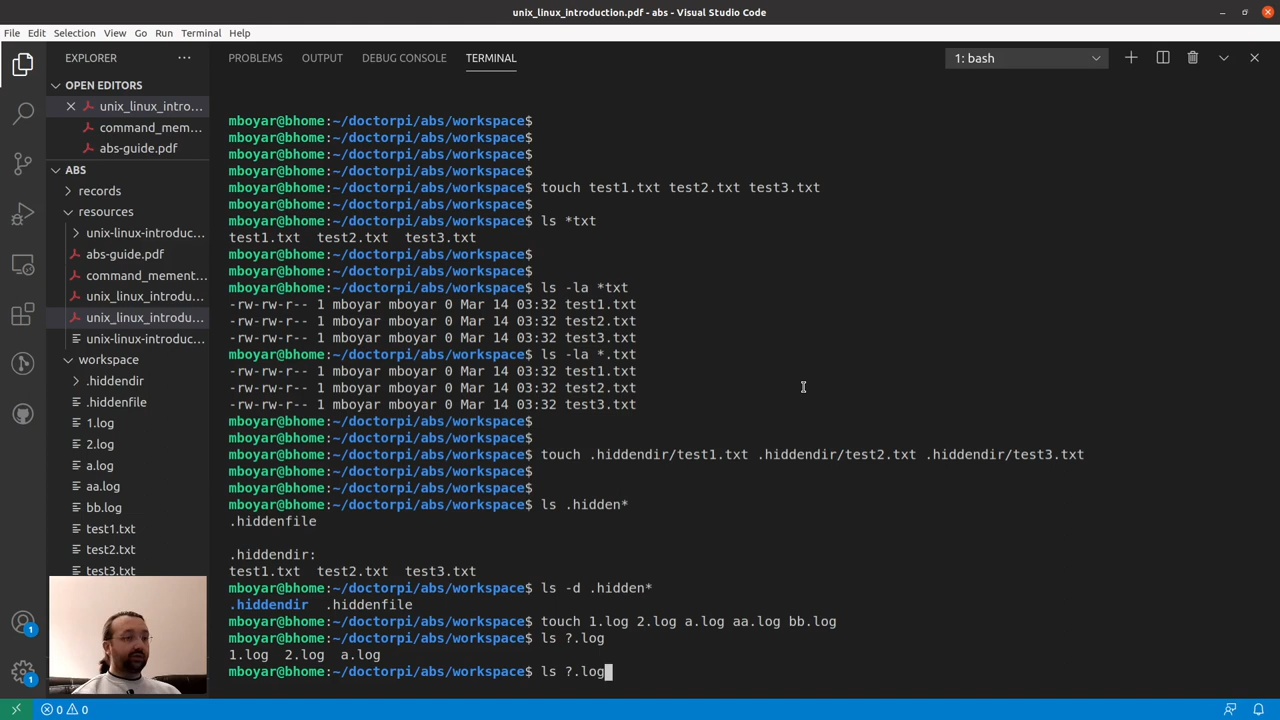 unix_linux_introduction.pdf - abs - Visual Studio Code
File Edit Selection View Go Run Terminal Help
EXPLORER
OPEN EDITORS
unix_linux_intro...
command_mem...
abs-guide.pdf
ABS
records
resources
unix-linux-introduc...
abs-guide.pdf
command_mement...
unix_linux_introdu...
unix_linux_introdu...
unix-linux-introduc...
workspace
.hiddendir
.hiddenfile
1.log
2.log
a.log
aa.log
bb.log
test1.txt
test2.txt
test3.txt
1
1
PROBLEMS OUTPUT DEBUG CONSOLE TERMINAL
1: bash
mboyar@bhome:~/doctorpi/abs/workspace$
mboyar@bhome:~/doctorpi/abs/workspace$
mboyar@bhome:~/doctorpi/abs/workspace$
mboyar@bhome:~/doctorpi/abs/workspace$
mboyar@bhome:~/doctorpi/abs/workspace$ touch test1.txt test2.txt test3.txt
mboyar@bhome:~/doctorpi/abs/workspace$
mboyar@bhome:~/doctorpi/abs/workspace$ ls *txt
test1.txt test2.txt test3.txt
mboyar@bhome:~/doctorpi/abs/workspace$
mboyar@bhome:~/doctorpi/abs/workspace$
mboyar@bhome:~/doctorpi/abs/workspace$ ls -la *txt
-rw-rw-r-- 1 mboyar mboyar 0 Mar 14 03:32 test1.txt
-rw-rw-r-- 1 mboyar mboyar 0 Mar 14 03:32 test2.txt
-rw-rw-r-- 1 mboyar mboyar 0 Mar 14 03:32 test3.txt
mboyar@bhome:~/doctorpi/abs/workspace$ ls -la *.txt
-rw-rw-r-- 1 mboyar mboyar 0 Mar 14 03:32 test1.txt
-rw-rw-r-- 1 mboyar mboyar 0 Mar 14 03:32 test2.txt
-rw-rw-r-- 1 mboyar mboyar 0 Mar 14 03:32 test3.txt
mboyar@bhome:~/doctorpi/abs/workspace$
mboyar@bhome:~/doctorpi/abs/workspace$
mboyar@bhome:~/doctorpi/abs/workspace$ touch .hiddendir/test1.txt .hiddendir/test2.txt .hiddendir/test3.txt
mboyar@bhome:~/doctorpi/abs/workspace$
mboyar@bhome:~/doctorpi/abs/workspace$
mboyar@bhome:~/doctorpi/abs/workspace$ ls .hidden*
.hiddenfile
.hiddendir:
test1.txt test2.txt test3.txt
mboyar@bhome:~/doctorpi/abs/workspace$ ls -d .hidden*
.hiddendir .hiddenfile
mboyar@bhome:~/doctorpi/abs/workspace$ touch 1.log 2.log a.log aa.log bb.log
mboyar@bhome:~/doctorpi/abs/workspace$ ls ?.log
1.log 2.log a.log
mboyar@bhome:~/doctorpi/abs/workspace$ ls ?.log
0 0